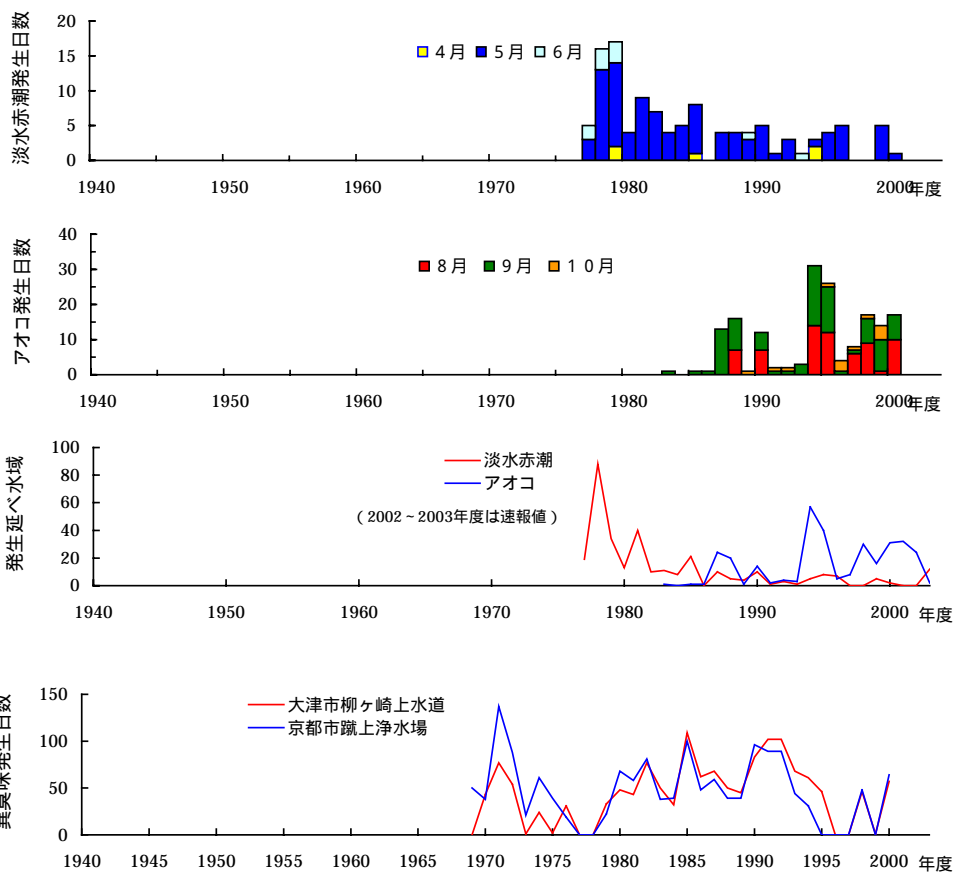 淡水赤潮発生日数
20
15
10
5
0
4月 5月 6月
1940 1950 1960 1970 1980 1990 2000 年度
アオコ発生日数
40
30
20
10
0
8月 9月 10月
1940 1950 1960 1970 1980 1990 2000 年度
発生延べ水域
100
80
60
40
20
0
淡水赤潮
アオコ
(2002~2003年度は速報値)
1940 1950 1960 1970 1980 1990 2000 年度
異臭味発生日数
150
100
50
0
大津市柳ヶ崎上水道
京都市蹴上浄水場
1940 1945 1950 1955 1960 1965 1970 1975 1980 1985 1990 1995 2000 年度